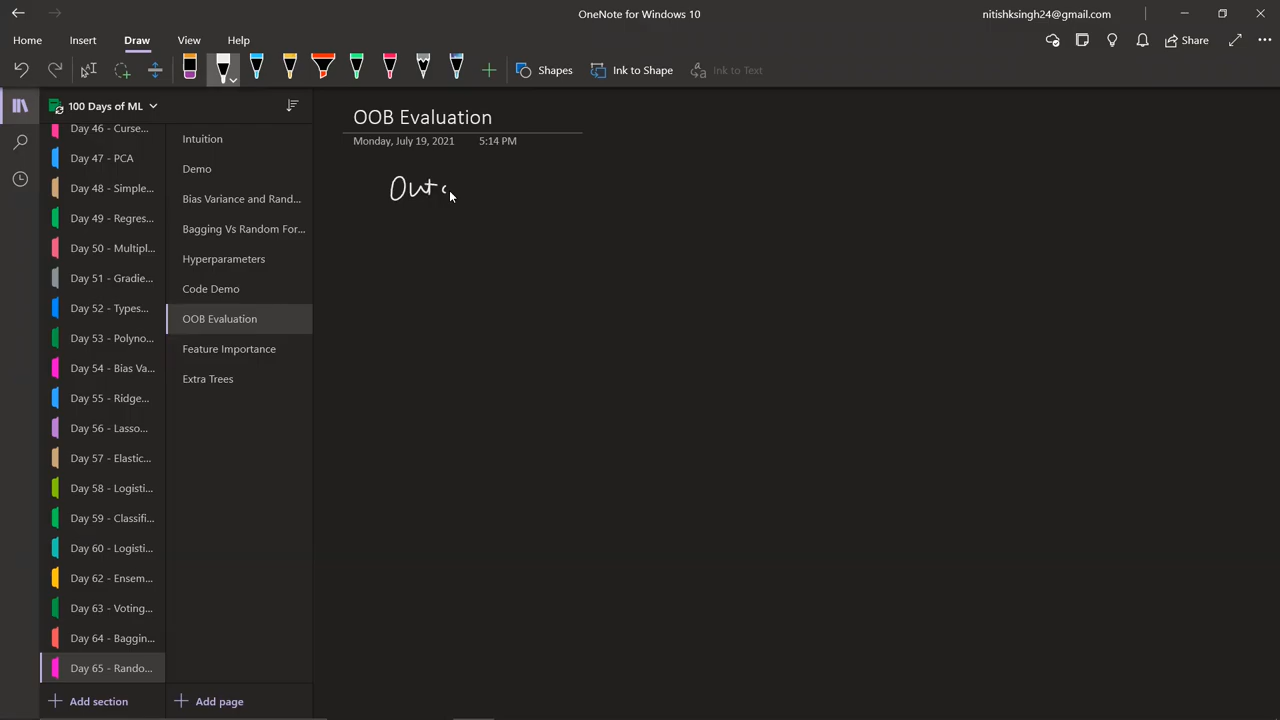 OneNote for Windows 10
nitishksingh24@gmail.com
Home Insert Draw View Help
Share
Shapes Ink to Shape Ink to Text
100 Days of ML
Day 46 - Curse...
Day 47 - PCA
Day 48 - Simple...
Day 49 - Regres...
Day 50 - Multipl...
Day 51 - Gradie...
Day 52 - Types...
Day 53 - Polyno...
Day 54 - Bias Va...
Day 55 - Ridge...
Day 56 - Lasso...
Day 57 - Elastic...
Day 58 - Logisti...
Day 59 - Classifi...
Day 60 - Logisti...
Day 62 - Ensem...
Day 63 - Voting...
Day 64 - Baggin...
Day 65 - Rando...
Add section
Intuition
Demo
Bias Variance and Rand...
Bagging Vs Random For...
Hyperparameters
Code Demo
OOB Evaluation
Feature Importance
Extra Trees
Add page
OOB Evaluation
Monday, July 19, 2021 5:14 PM
Out